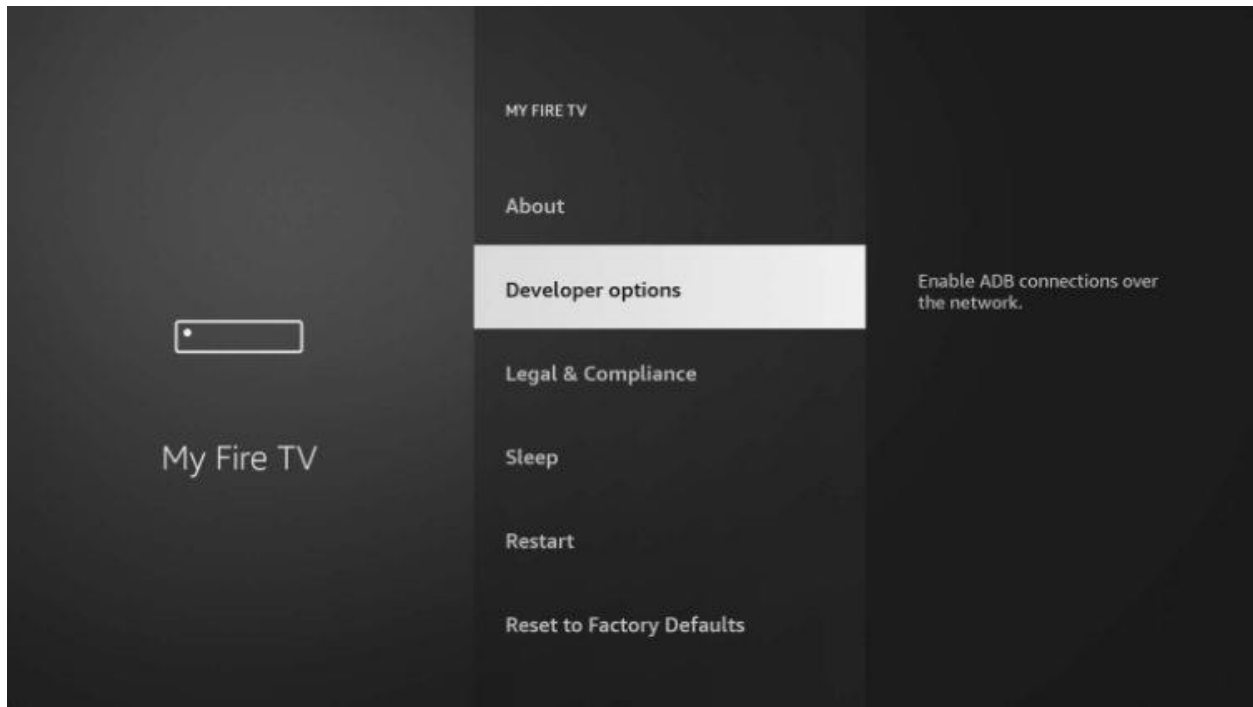 MY FIRE TV
About
Developer options
Enable ADB connections over
the network.
Legal & Compliance
My Fire TV
Sleep
Restart
Reset to Factory Defaults